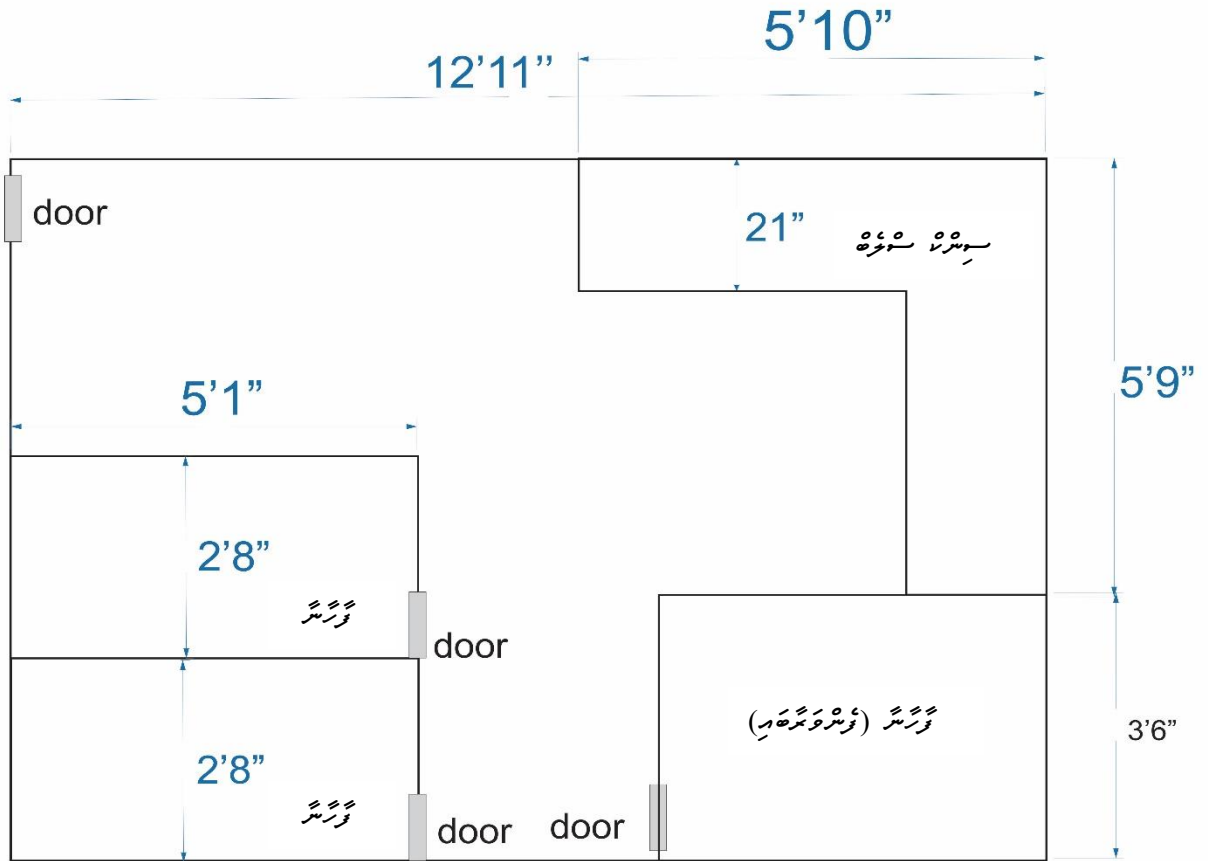 5’10”
12’11’’
door
21”
ސިންކް ސްލެބް
5’9”
5’1”
2’8”
ފާހާނާ
door
ފާހާނާ (ފެންވަރާބައި)
3’6”
2’8”
ފާހާނާ
door
door